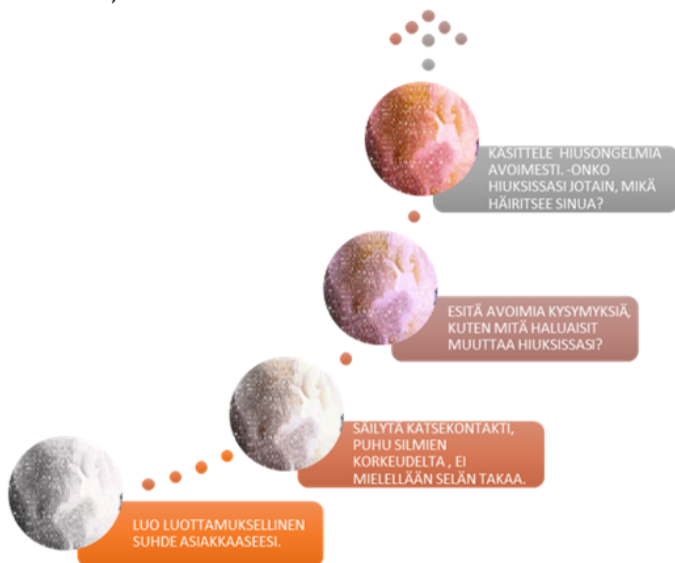 KÄSITTELE HIUSONGELMIA
AVOIMESTI. -ONKO
HIUKSISSASI JOTAIN, MIKÄ
HÄIRITSEE SINUA?
ESITÄ AVOIMIA KYSYMYKSIÄ,
KUTEN MITÄ HALUAISIT
MUUTTAA HIUKSISSASI?
SÄILYTÄ KATSEKONTAKTI,
PUHU SILMIEN
KORKEUDELTA , EI
MIELELLÄÄN SELÄN TAKAA.
LUO LUOTTAMUKSELLINEN
SUHDE ASIAKKAASEESI.